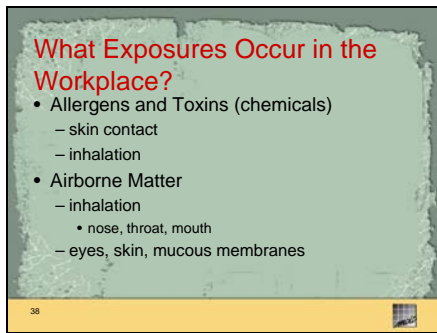 What Exposures Occur in the
Workplace?
• Allergens and Toxins (chemicals)
– skin contact
– inhalation
• Airborne Matter
– inhalation
• nose, throat, mouth
– eyes, skin, mucous membranes
38